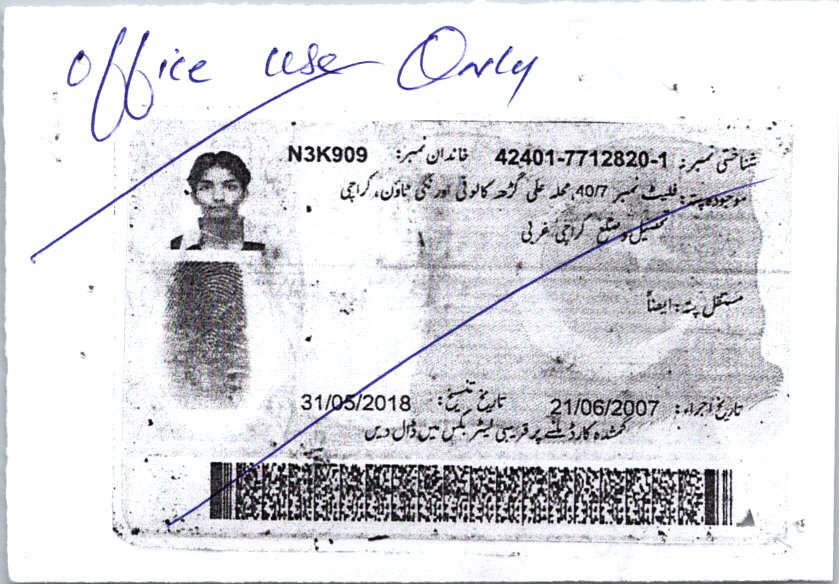 Office use Only
شناختی نمبر: 42401-7712820-1 خاندان نمبر: N3K909
موجودہ پتہ: فلیٹ نمبر 40/7، محلہ علی گڑھ کالونی اورنگی ٹاؤن، کراچی
تحصیل و ضلع کراچی غربی
مستقل پتہ: ایضاً
تاریخ اجراء: 21/06/2007 تاریخ تنسیخ: 31/05/2018
گمشدہ کارڈ ملنے پر قریبی لیٹر بکس میں ڈال دیں